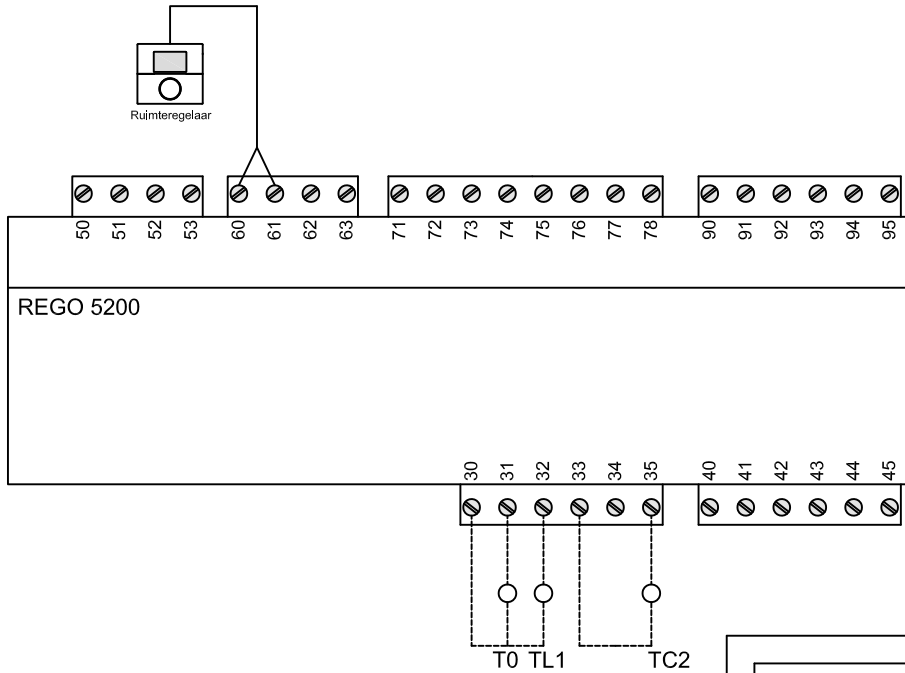 Ruimteregelaar
50 51 52 53 60 61 62 63 71 72 73 74 75 76 77 78 90 91 92 93 94 95
REGO 5200
30 31 32 33 34 35 40 41 42 43 44 45
T0 TL1 TC2